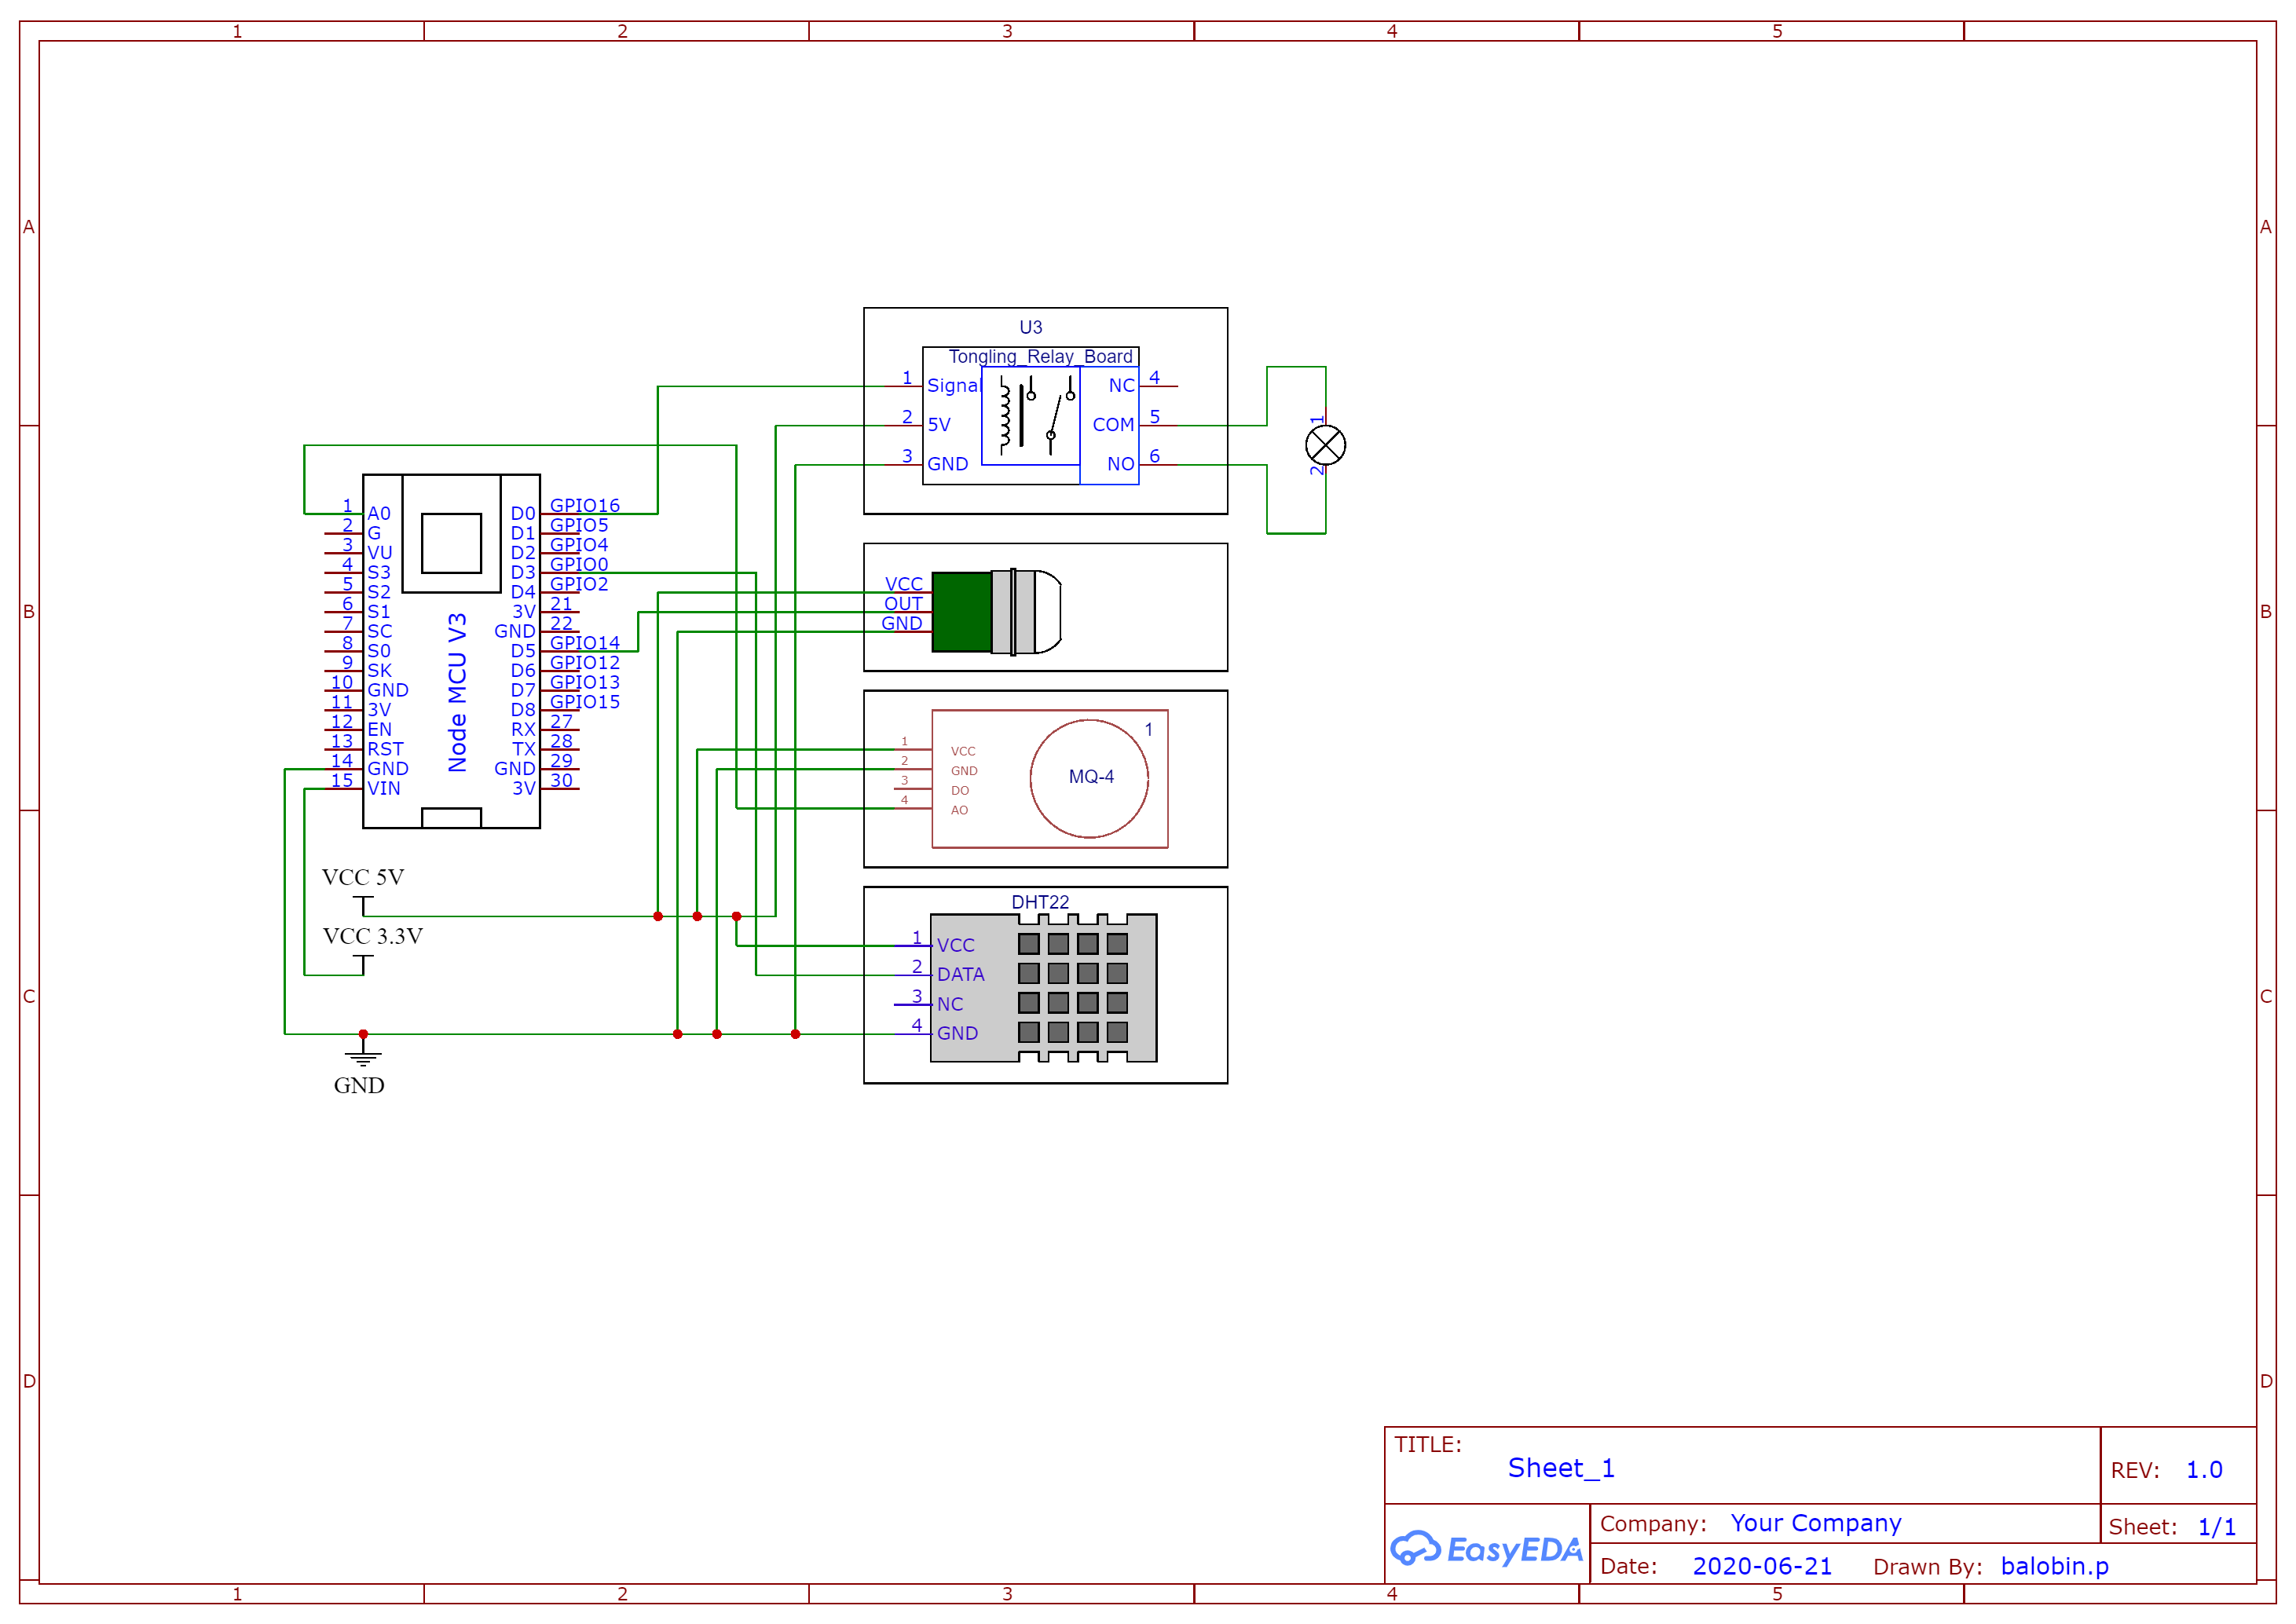 1 2 3 4 5
A A
B B
C C
D D
U3
Tongling_Relay_Board
1 Signal NC 4
2 5V COM 5
3 GND NO 6
1
2
1 A0 D0 GPIO16
2 G D1 GPIO5
3 VU D2 GPIO4
4 S3 D3 GPIO0
5 S2 D4 GPIO2
6 S1 3V 21
7 SC GND 22
8 S0 D5 GPIO14
9 SK D6 GPIO12
10 GND D7 GPIO13
11 3V D8 GPIO15
12 EN RX 27
13 RST TX 28
14 GND GND 29
15 VIN 3V 30
Node MCU V3
VCC
OUT
GND
1 VCC
2 GND
3 DO
4 AO
1
MQ-4
VCC 5V
VCC 3.3V
GND
DHT22
1 VCC
2 DATA
3 NC
4 GND
TITLE:
Sheet_1
REV: 1.0
EasyEDA
Company: Your Company
Sheet: 1/1
Date: 2020-06-21 Drawn By: balobin.p
1 2 3 4 5